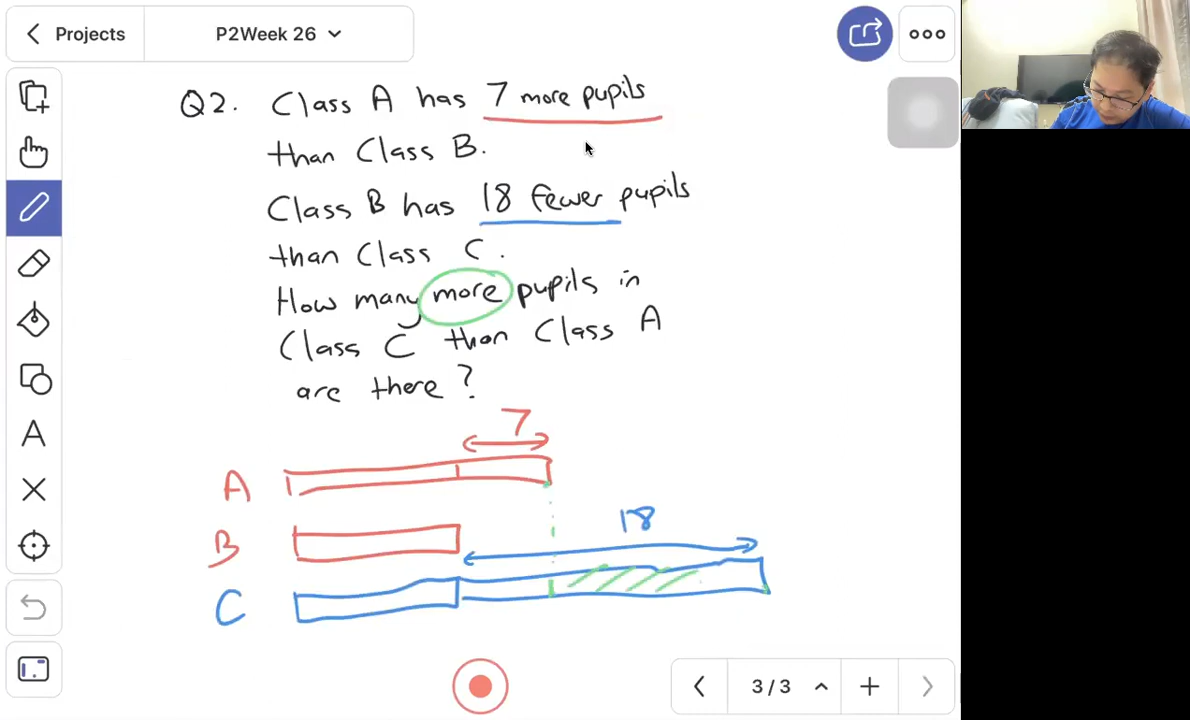 Projects
P2Week 26
Q2. Class A has 7 more pupils
than Class B.
Class B has 18 fewer pupils
than Class C.
How many more pupils in
Class C than Class A
are there?
7
A
18
B
C
3/3